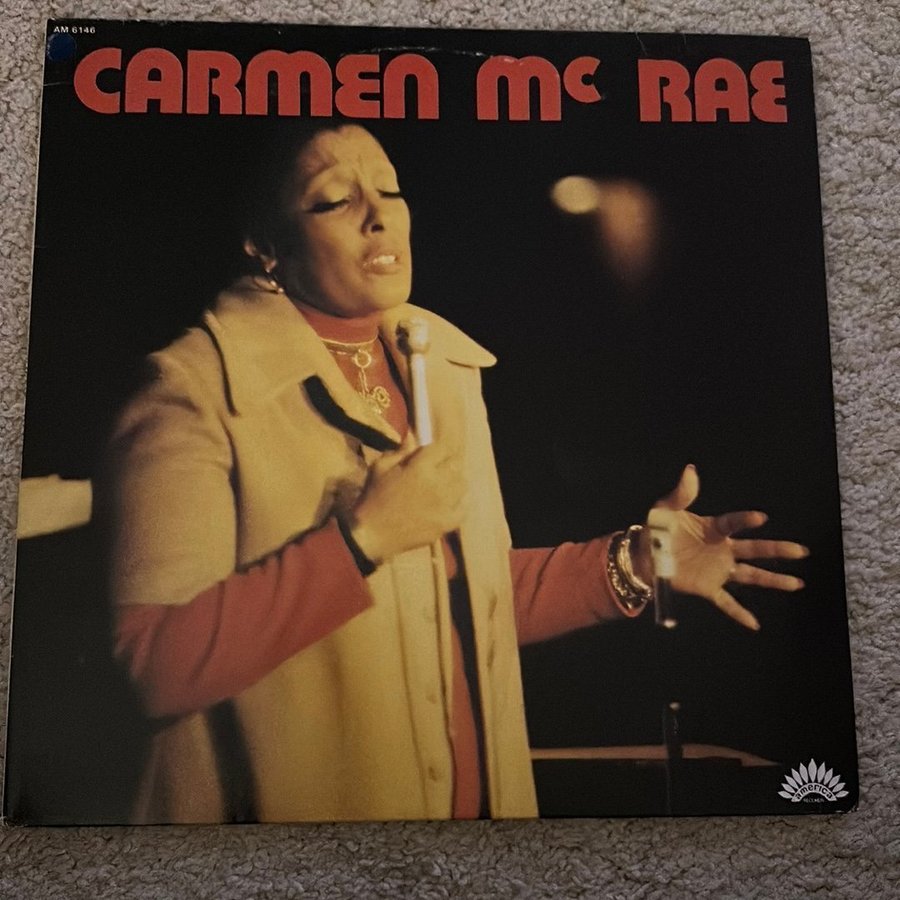 AM 6146
CARMEN Mc RAE
america
RECORDS